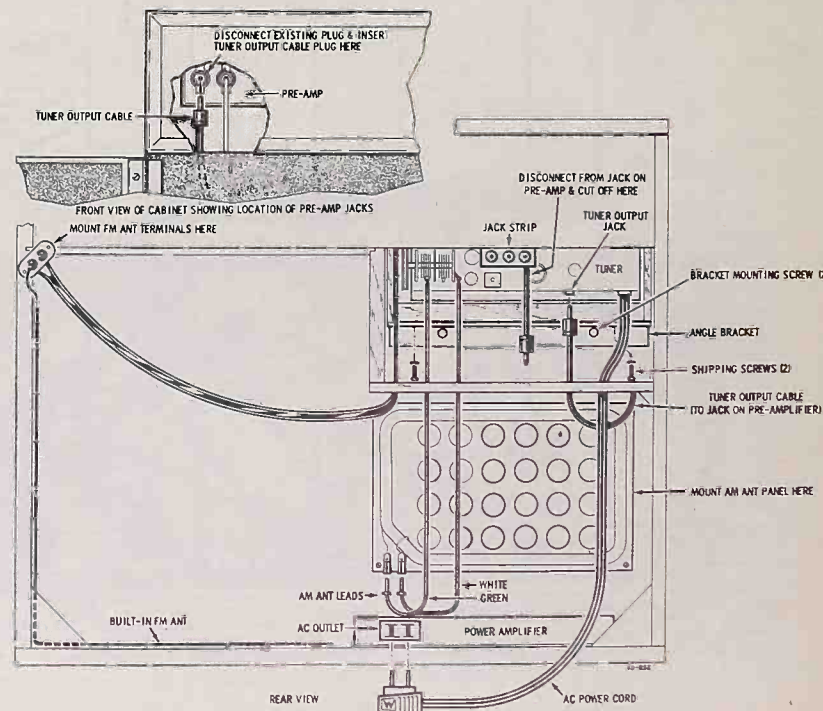 DISCONNECT EXISTING PLUG & INSER
TUNER OUTPUT CABLE PLUG HERE
PRE-AMP
TUNER OUTPUT CABLE
FRONT VIEW OF CABINET SHOWING LOCATION OF PRE-AMP JACKS
MOUNT FM ANT TERMINALS HERE
DISCONNECT FROM JACK ON
PRE-AMP & CUT OFF HERE
JACK STRIP
TUNER OUTPUT
JACK
TUNER
C
BRACKET MOUNTING SCREW (2
ANGLE BRACKET
SHIPPING SCREWS (2)
TUNER OUTPUT CABLE
(TO JACK ON PRE-AMPLIFIER)
MOUNT AM ANT PANEL HERE
AM ANT LEADS
WHITE
GREEN
BUILT-IN FM ANT
AC OUTLET
POWER AMPLIFIER
REAR VIEW
W
AC POWER CORD